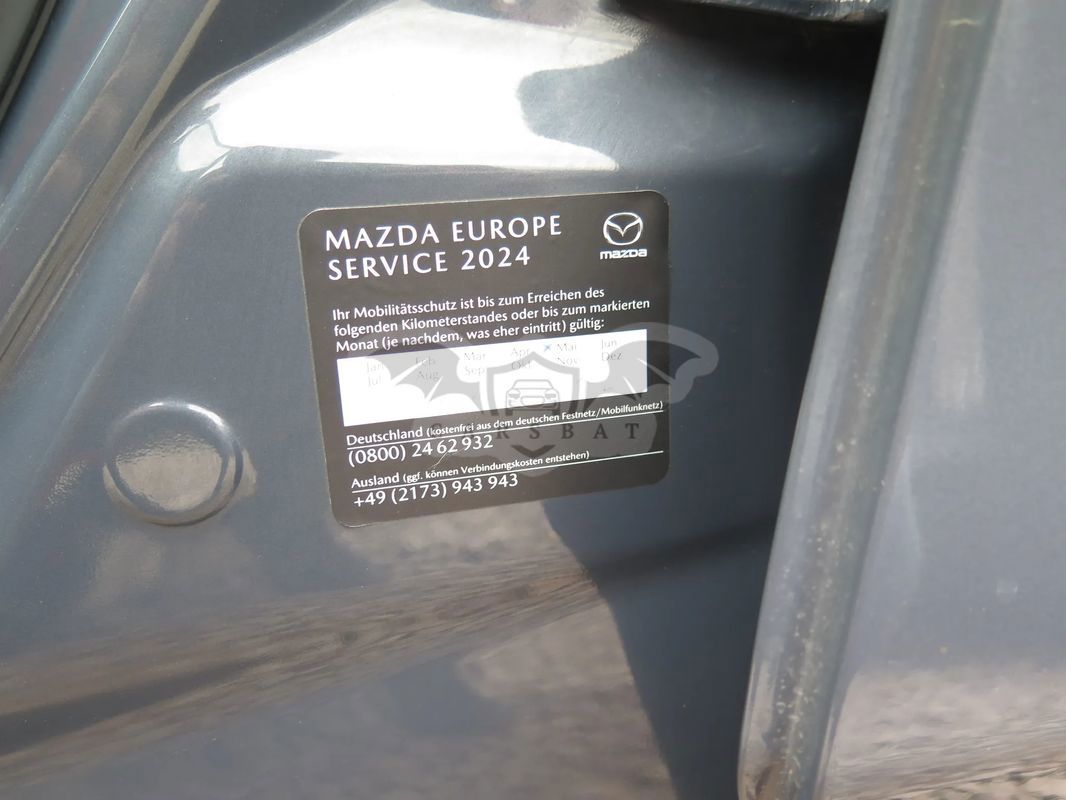 MAZDA EUROPE
SERVICE 2024
mazda
Ihr Mobilitätsschutz ist bis zum Erreichen des
folgenden Kilometerstandes oder bis zum markierten
Monat (je nachdem, was eher eintritt) gültig:
Jan Feb Mar Apr Mai Jun
Jul Aug Sep Okt Nov Dez
Deutschland (kostenfrei aus dem deutschen Festnetz/Mobilfunknetz)
(0800) 24 62 932
Ausland (ggf. können Verbindungskosten entstehen)
+49 (2173) 943 943